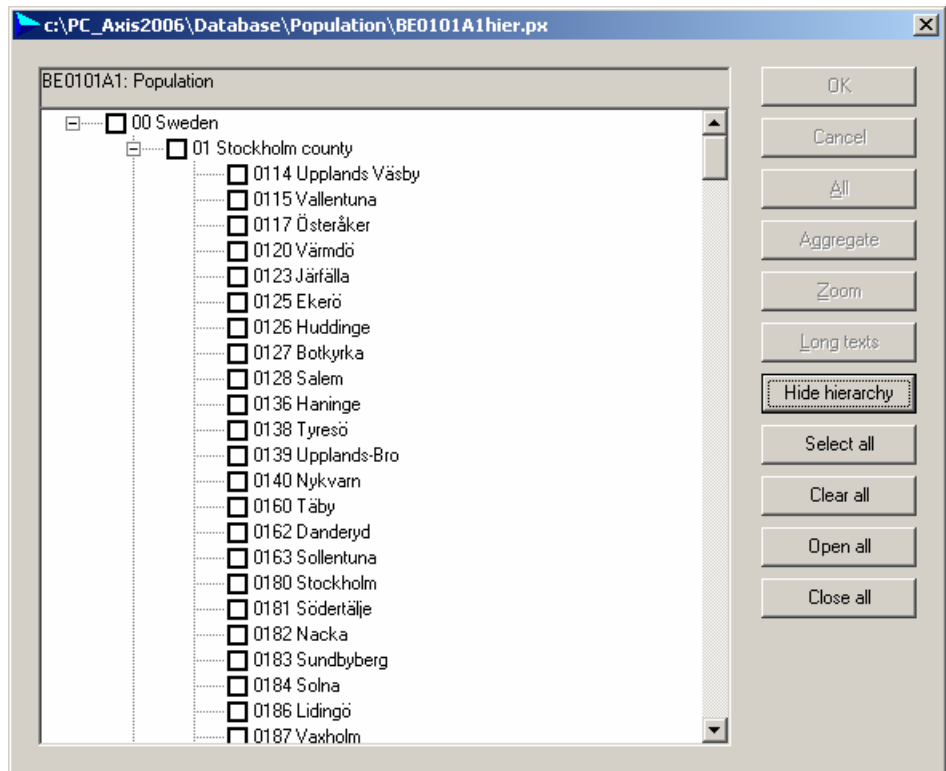 c:\PC_Axis2006\Database\Population\BE0101A1hier.px
BE0101A1: Population
00 Sweden
01 Stockholm county
0114 Upplands Väsby
0115 Vallentuna
0117 Österåker
0120 Värmdö
0123 Järfälla
0125 Ekerö
0126 Huddinge
0127 Botkyrka
0128 Salem
0136 Haninge
0138 Tyresö
0139 Upplands-Bro
0140 Nykvarn
0160 Täby
0162 Danderyd
0163 Sollentuna
0180 Stockholm
0181 Södertälje
0182 Nacka
0183 Sundbyberg
0184 Solna
0186 Lidingö
0187 Vaxholm
OK
Cancel
All
Aggregate
Zoom
Long texts
Hide hierarchy
Select all
Clear all
Open all
Close all